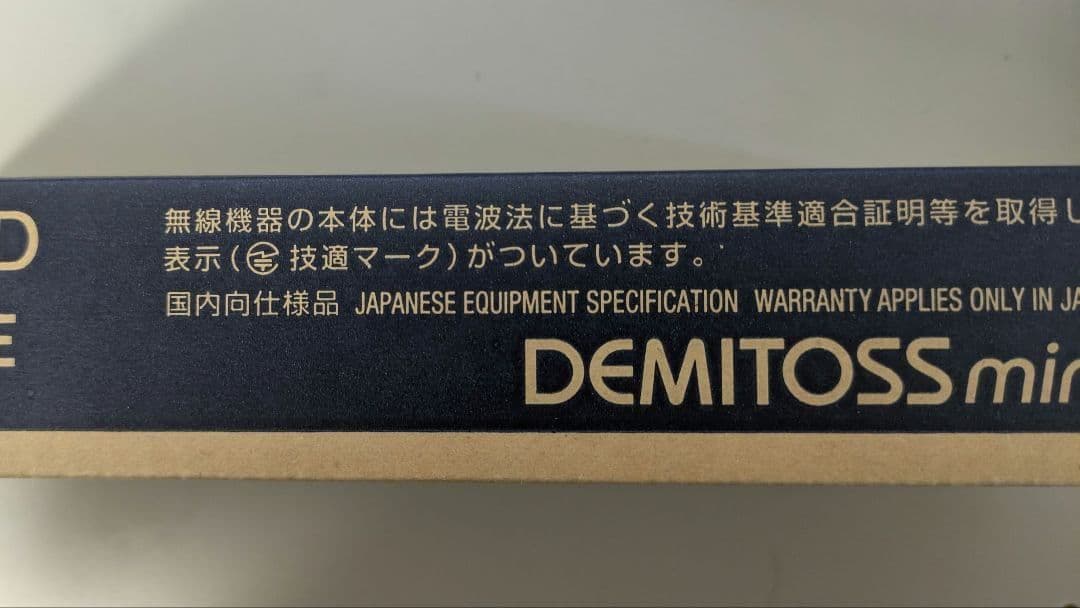 D
E
無線機器の本体には電波法に基づく技術基準適合証明等を取得し
表示(技適マーク)がついています。
国内向仕様品 JAPANESE EQUIPMENT SPECIFICATION WARRANTY APPLIES ONLY IN JA
DEMITOSS min